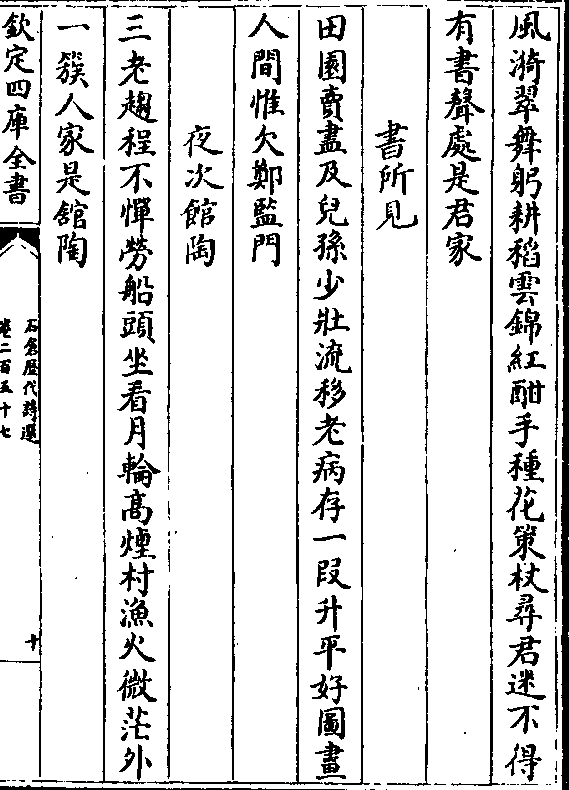 風漪翠舞躬耕稻雲錦紅酣手種花策杖尋君迷不得
有書聲處是君家
書所見
田園賣盡及兒孫少壯流移老病存一段升平好圖畫
人間惟欠鄭監門
夜次館陶
三老趨程不憚勞船頭坐看月輪高煙村漁火微茫外
一簇人家是舘陶
欽定四庫全書
石倉歷代詩選
卷二百五十七
十